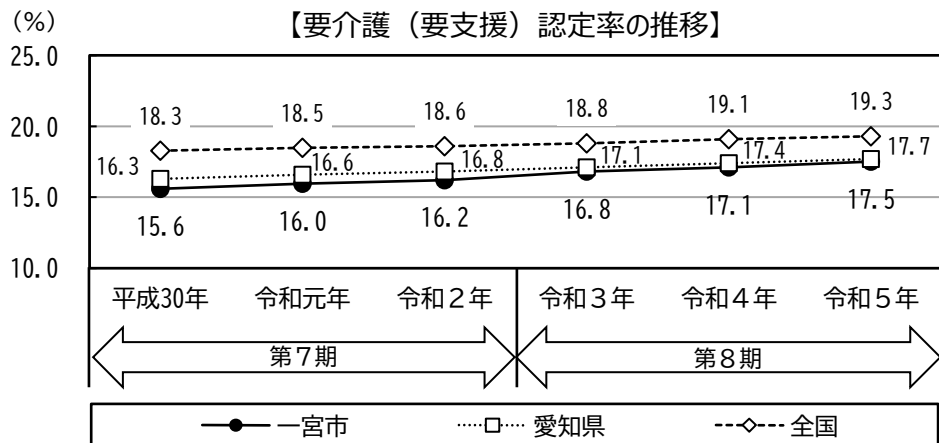 (%)
【要介護（要支援）認定率の推移】
25.0
20.0
15.0
10.0
18.3 18.5 18.6 18.8 19.1 19.3
16.3 16.6 16.8 17.1 17.4 17.7
15.6 16.0 16.2 16.8 17.1 17.5
平成30年 令和元年 令和２年 令和３年 令和４年 令和５年
第７期 第８期
一宮市 愛知県 全国